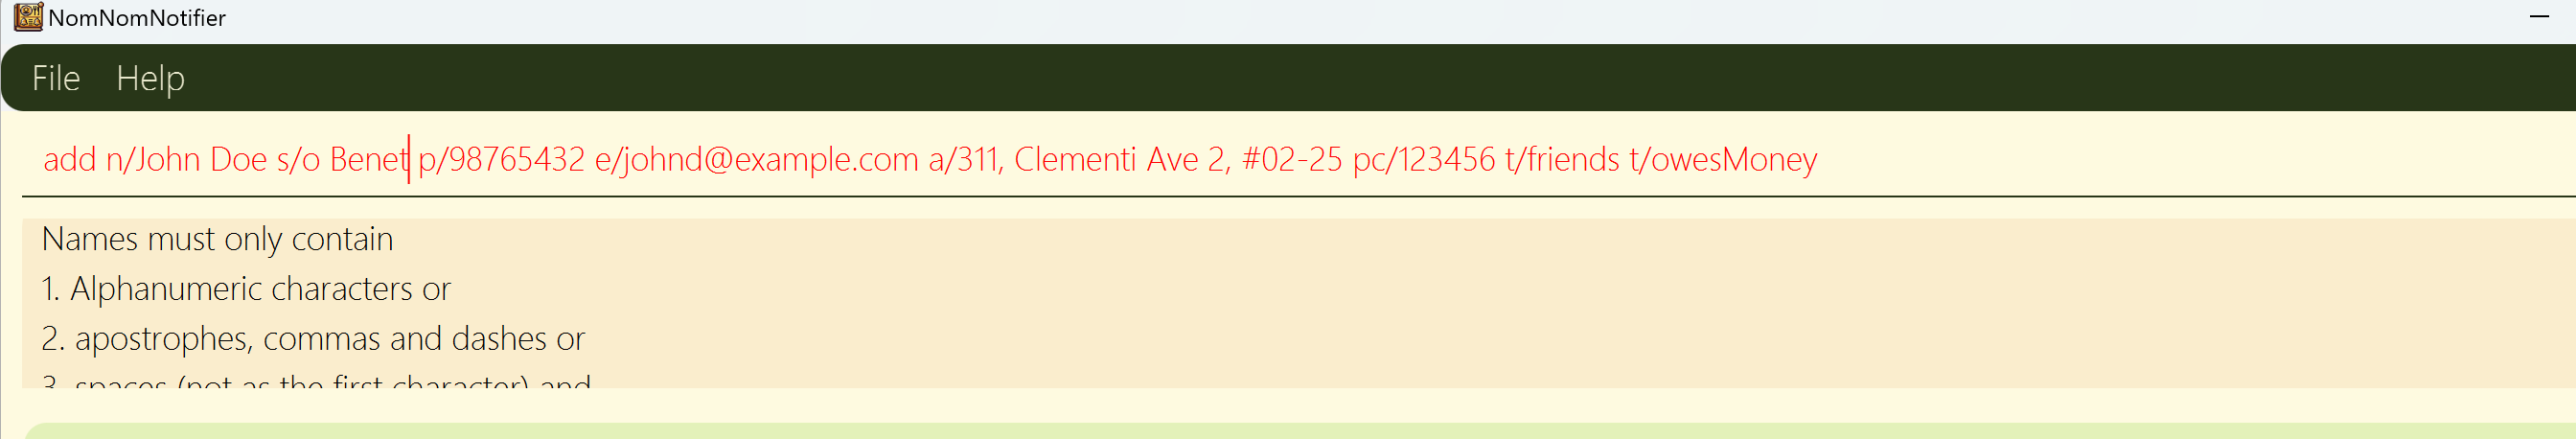 NomNomNotifier
File Help
add n/John Doe s/o Benet p/98765432 e/johnd@example.com a/311, Clementi Ave 2, #02-25 pc/123456 t/friends t/owesMoney
Names must only contain
1. Alphanumeric characters or
2. apostrophes, commas and dashes or
3. spaces (not as the first character) and